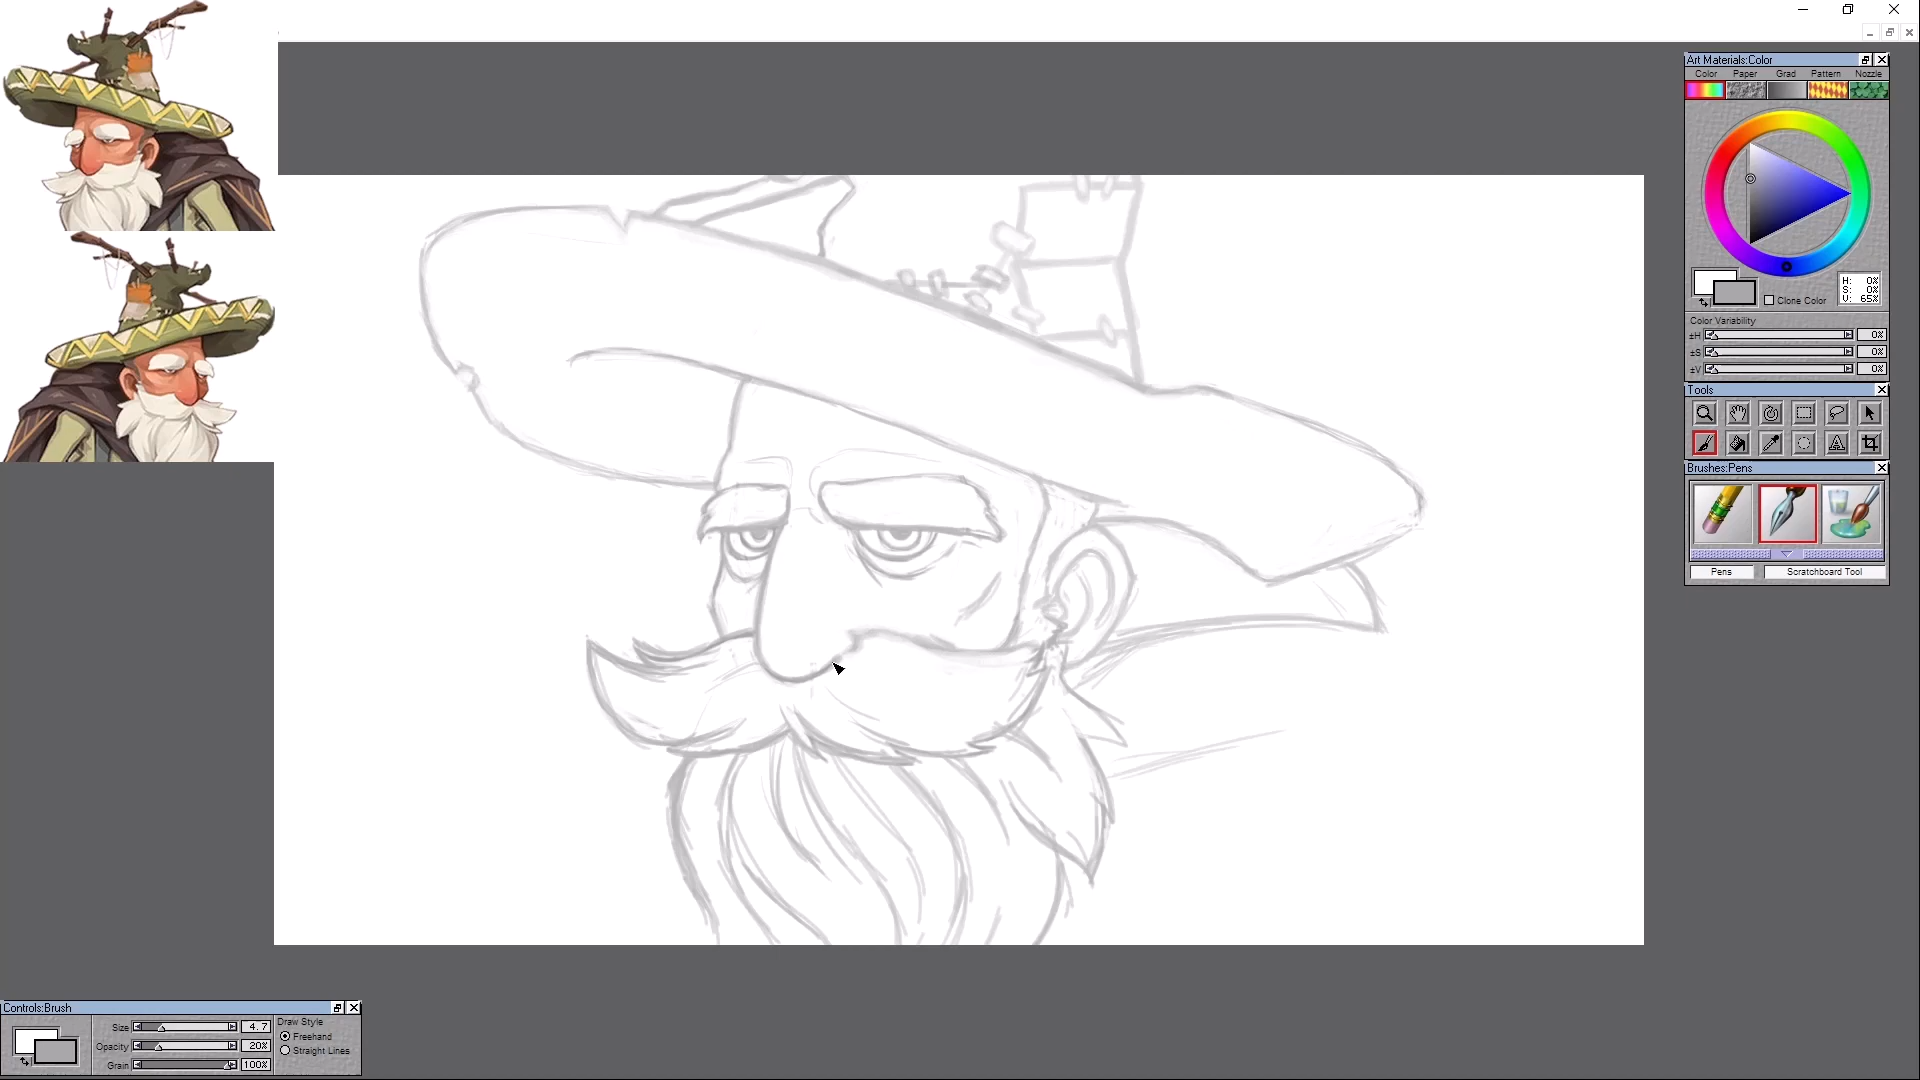 Art Materials:Color
Color Paper Grad Pattern Nozzle
H: 0%
S: 0%
V: 65%
Clone Color
Color Variability
±H 0%
±S 0%
±V 0%
Tools
Brushes:Pens
Pens Scratchboard Tool
Controls:Brush
Size 4.7
Opacity 20%
Grain 100%
Draw Style
Freehand
Straight Lines